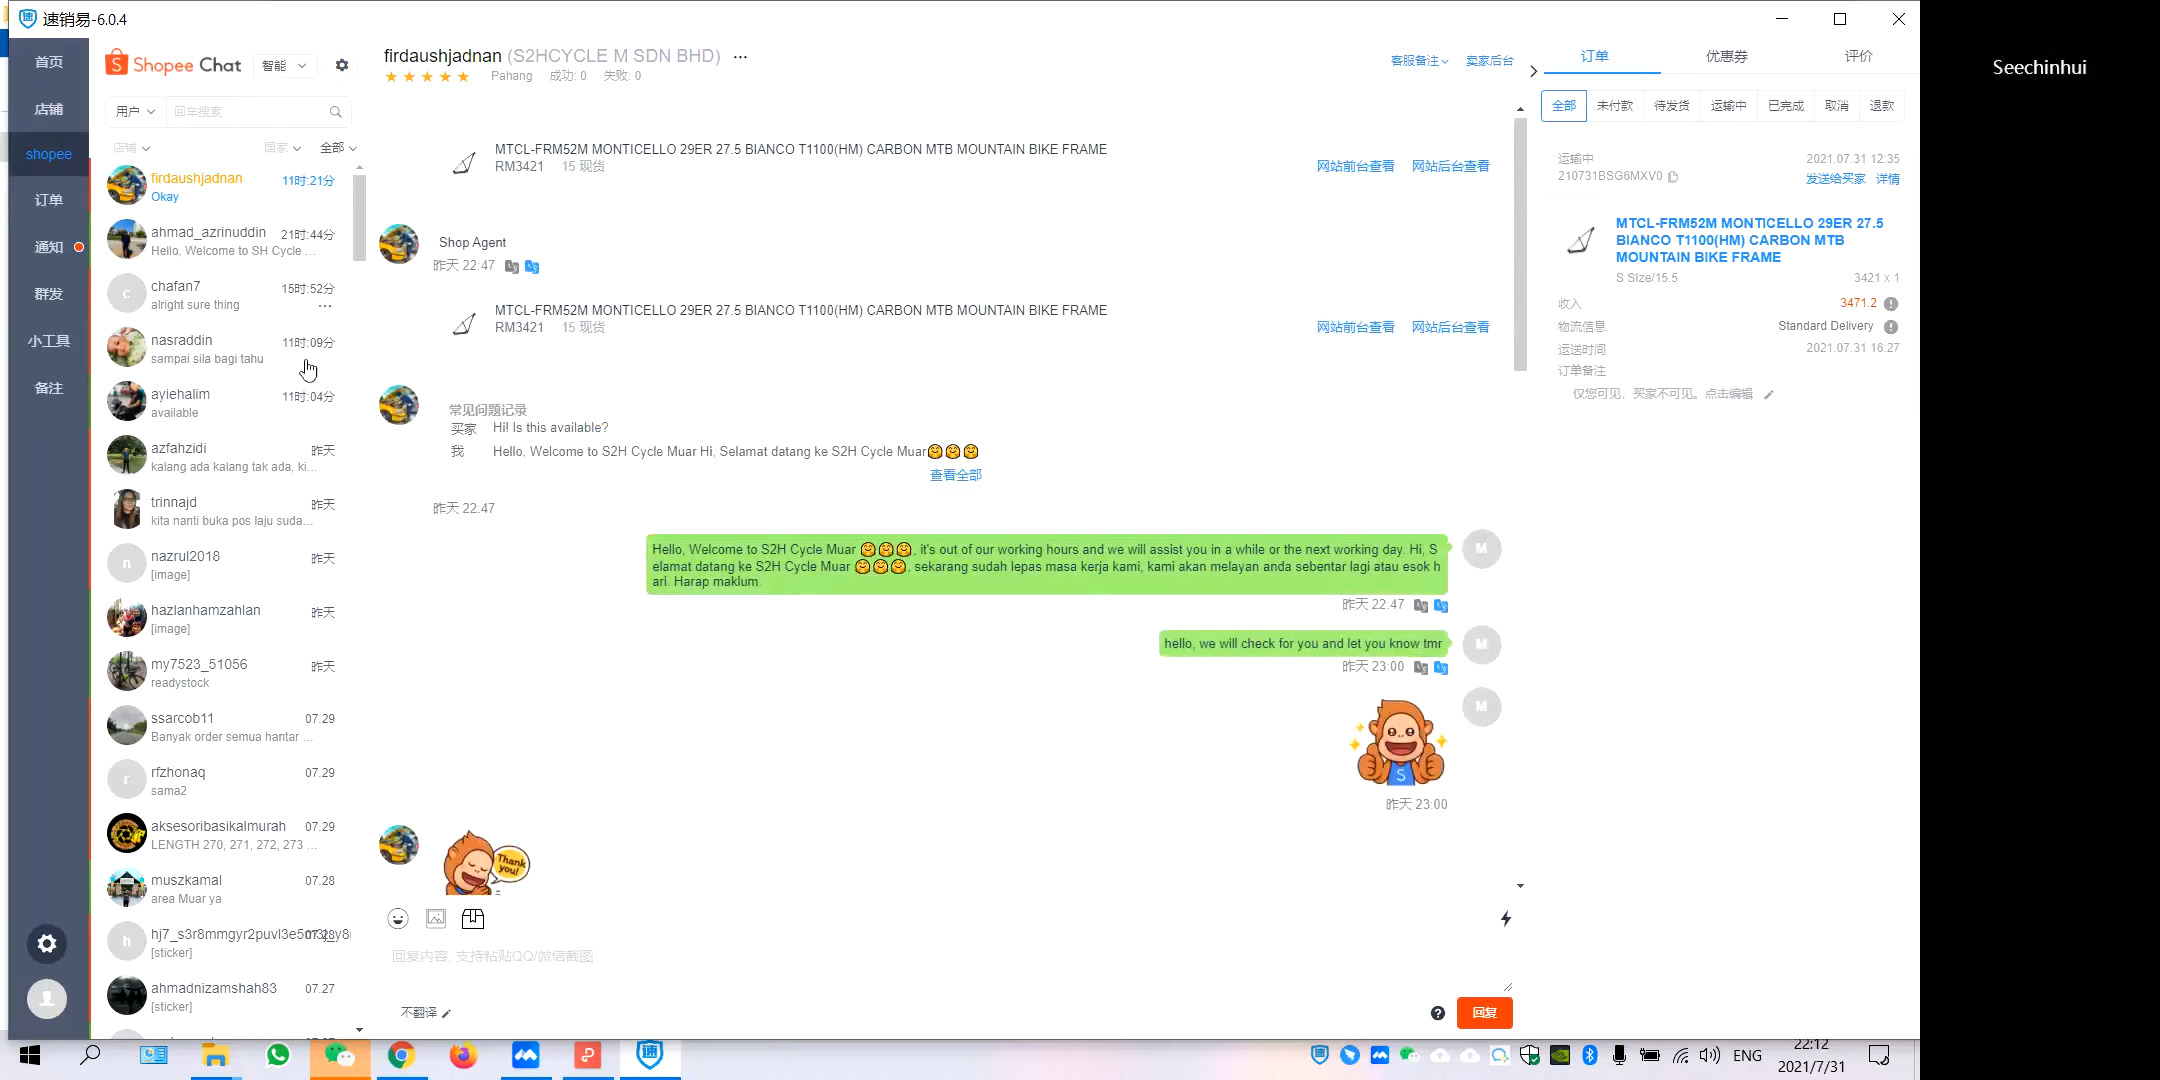 速销易-6.0.4
首页
店铺
shopee
订单
通知
群发
小工具
备注
Shopee Chat
智能
用户
回车搜索
店铺
国家
全部
firdaushjadnan
11时:21分
Okay
ahmad_azrinuddin
21时:44分
Hello, Welcome to SH Cycle ...
c
chafan7
15时:52分
alright sure thing
...
nasraddin
11时:09分
sampai sila bagi tahu
ayiehalim
11时:04分
available
azfahzidi
昨天
kalang ada kalang tak ada, ki...
trinnajd
昨天
kita nanti buka pos laju suda...
n
nazrul2018
昨天
[image]
hazlanhamzahlan
昨天
[image]
my7523_51056
昨天
readystock
ssarcob11
07.29
Banyak order semua hantar ...
r
rfzhonaq
07.29
sama2
aksesoribasikalmurah
07.29
LENGTH 270, 271, 272, 273 ...
muszkamal
07.28
area Muar ya
h
[sticker]
ahmadnizamshah83
07.27
[sticker]
firdaushjadnan (S2HCYCLE M SDN BHD) ...
Pahang 成功: 0 失败: 0
客服备注 卖家后台
MTCL-FRM52M MONTICELLO 29ER 27.5 BIANCO T1100(HM) CARBON MTB MOUNTAIN BIKE FRAME
RM3421 15 现货
网站前台查看 网站后台查看
Shop Agent
昨天 22:47
MTCL-FRM52M MONTICELLO 29ER 27.5 BIANCO T1100(HM) CARBON MTB MOUNTAIN BIKE FRAME
RM3421 15 现货
网站前台查看 网站后台查看
常见问题记录
买家 Hi! Is this available?
我 Hello, Welcome to S2H Cycle Muar Hi, Selamat datang ke S2H Cycle Muar🤗🤗🤗
查看全部
昨天 22:47
Hello, Welcome to S2H Cycle Muar 🤗🤗🤗, it's out of our working hours and we will assist you in a while or the next working day. Hi, S
elamat datang ke S2H Cycle Muar 🤗🤗🤗, sekarang sudah lepas masa kerja kami, kami akan melayan anda sebentar lagi atau esok h
ari. Harap maklum.
M
昨天 22:47
hello, we will check for you and let you know tmr
M
昨天 23:00
M
S
昨天 23:00
Thank
you!
回复内容, 支持粘贴QQ/微信截图
不翻译
回复
订单 优惠券 评价
全部 未付款 待发货 运输中 已完成 取消 退款
运输中
2021.07.31 12:35
210731BSG6MXV0
发送给买家 详情
MTCL-FRM52M MONTICELLO 29ER 27.5
BIANCO T1100(HM) CARBON MTB
MOUNTAIN BIKE FRAME
S SIze/15.5
3421 x 1
收入
3471.2
物流信息
Standard Delivery
运送时间
2021.07.31 16:27
订单备注
仅您可见, 买家不可见。点击编辑
Seechinhui
ENG
22:12
2021/7/31